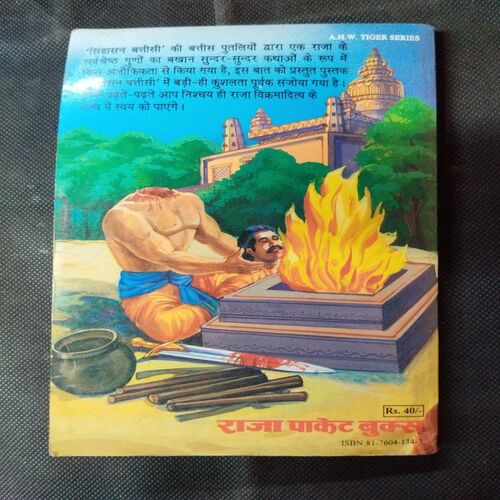 A.H.W. TIGER SERIES
'सिंहासन बत्तीसी' की बत्तीस पुतलियों द्वारा एक राजा के
सर्वश्रेष्ठ गुणों का बखान सुन्दर-सुन्दर कथाओं के रूप में
किस अलौकिकता से किया गया है, इस बात को प्रस्तुत पुस्तक
बत्तीसी' में बड़ी-ही कुशलता पूर्वक संजोया गया है।
पढ़ते-पढ़ते आप निश्चय ही राजा विक्रमादित्य के
में स्वयं को पाएंगे।
Rs. 40/-
राजा पाकेट बुक्स
ISBN:81-7604-134-